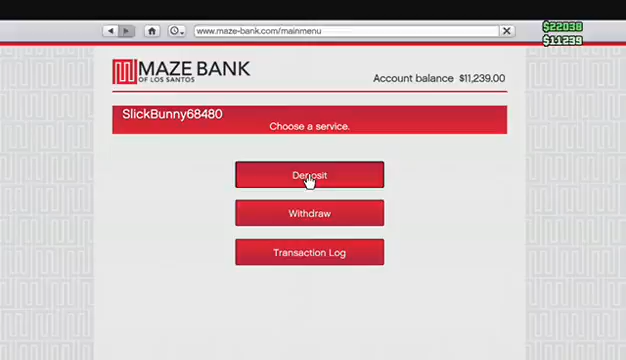 www.maze-bank.com/mainmenu
$22038
$11239
MAZE BANK
OF LOS SANTOS
Account balance $11,239.00
SlickBunny68480
Choose a service.
Deposit
Withdraw
Transaction Log